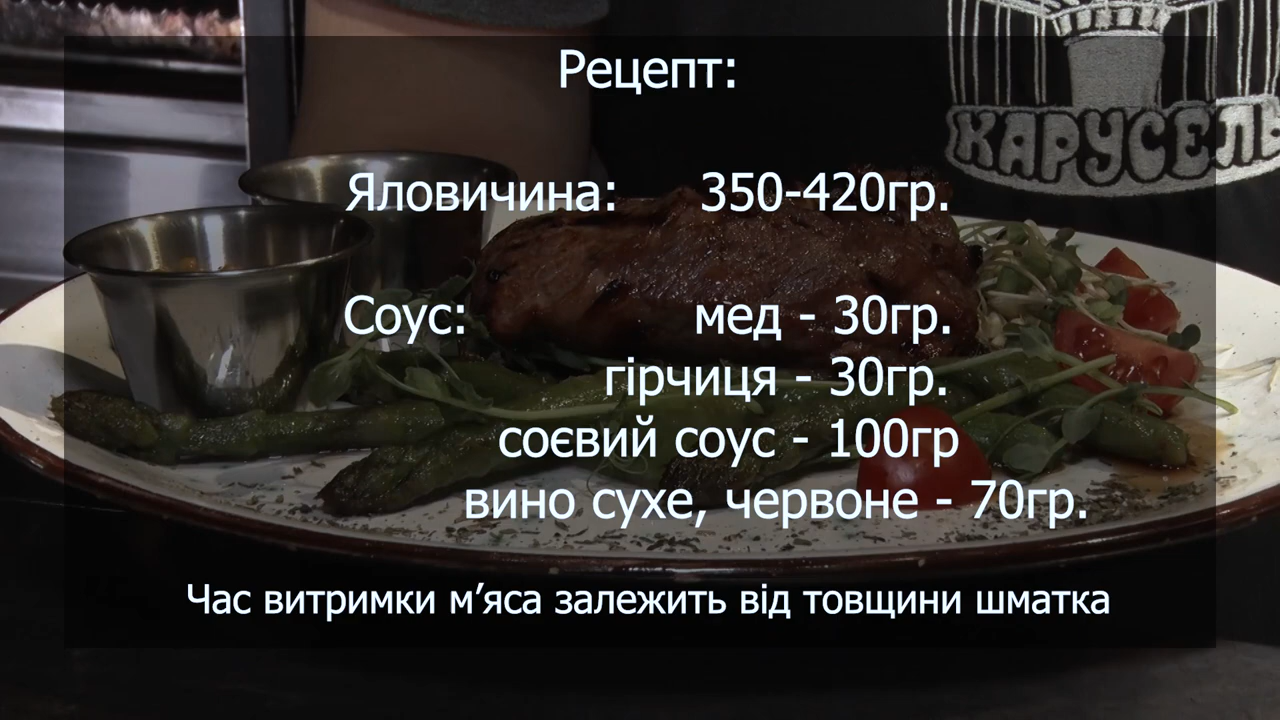 КАРУСЕЛЬ
Рецепт:
Яловичина: 350-420гр.
Соус: мед - 30гр.
гірчиця - 30гр.
соєвий соус - 100гр
вино сухе, червоне - 70гр.
Час витримки м’яса залежить від товщини шматка